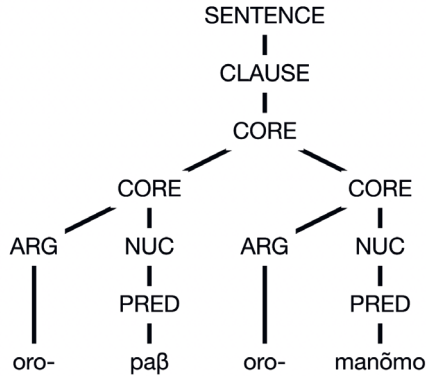 SENTENCE
CLAUSE
CORE
CORE CORE
ARG NUC ARG NUC
PRED PRED
oro- paβ oro- manõmo